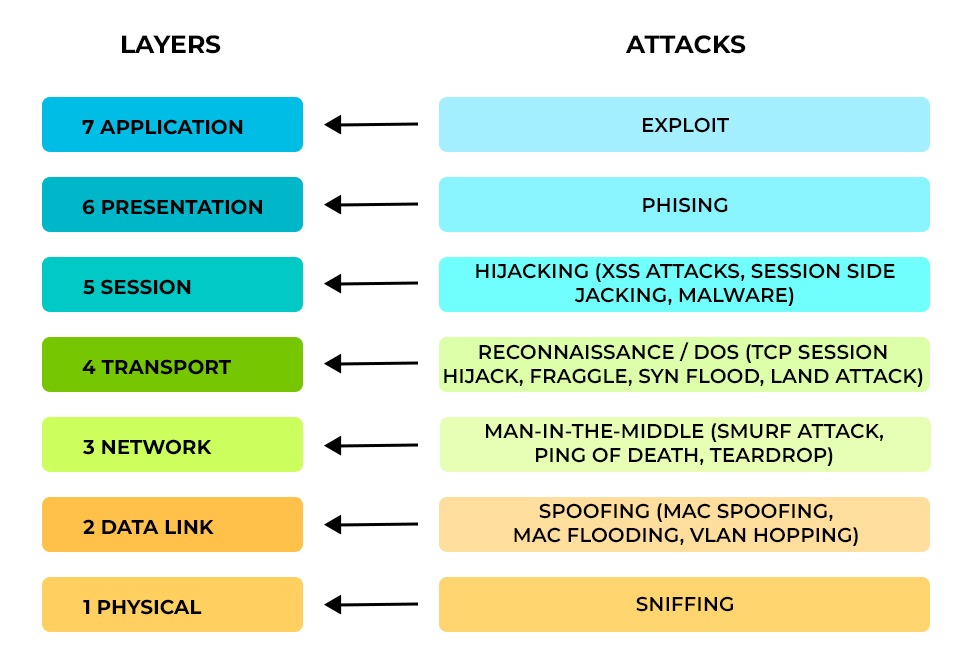 LAYERS
ATTACKS
7 APPLICATION
EXPLOIT
6 PRESENTATION
PHISING
5 SESSION
HIJACKING (XSS ATTACKS, SESSION SIDE
JACKING, MALWARE)
4 TRANSPORT
RECONNAISSANCE / DOS (TCP SESSION
HIJACK, FRAGGLE, SYN FLOOD, LAND ATTACK)
3 NETWORK
MAN-IN-THE-MIDDLE (SMURF ATTACK,
PING OF DEATH, TEARDROP)
2 DATA LINK
SPOOFING (MAC SPOOFING,
MAC FLOODING, VLAN HOPPING)
1 PHYSICAL
SNIFFING